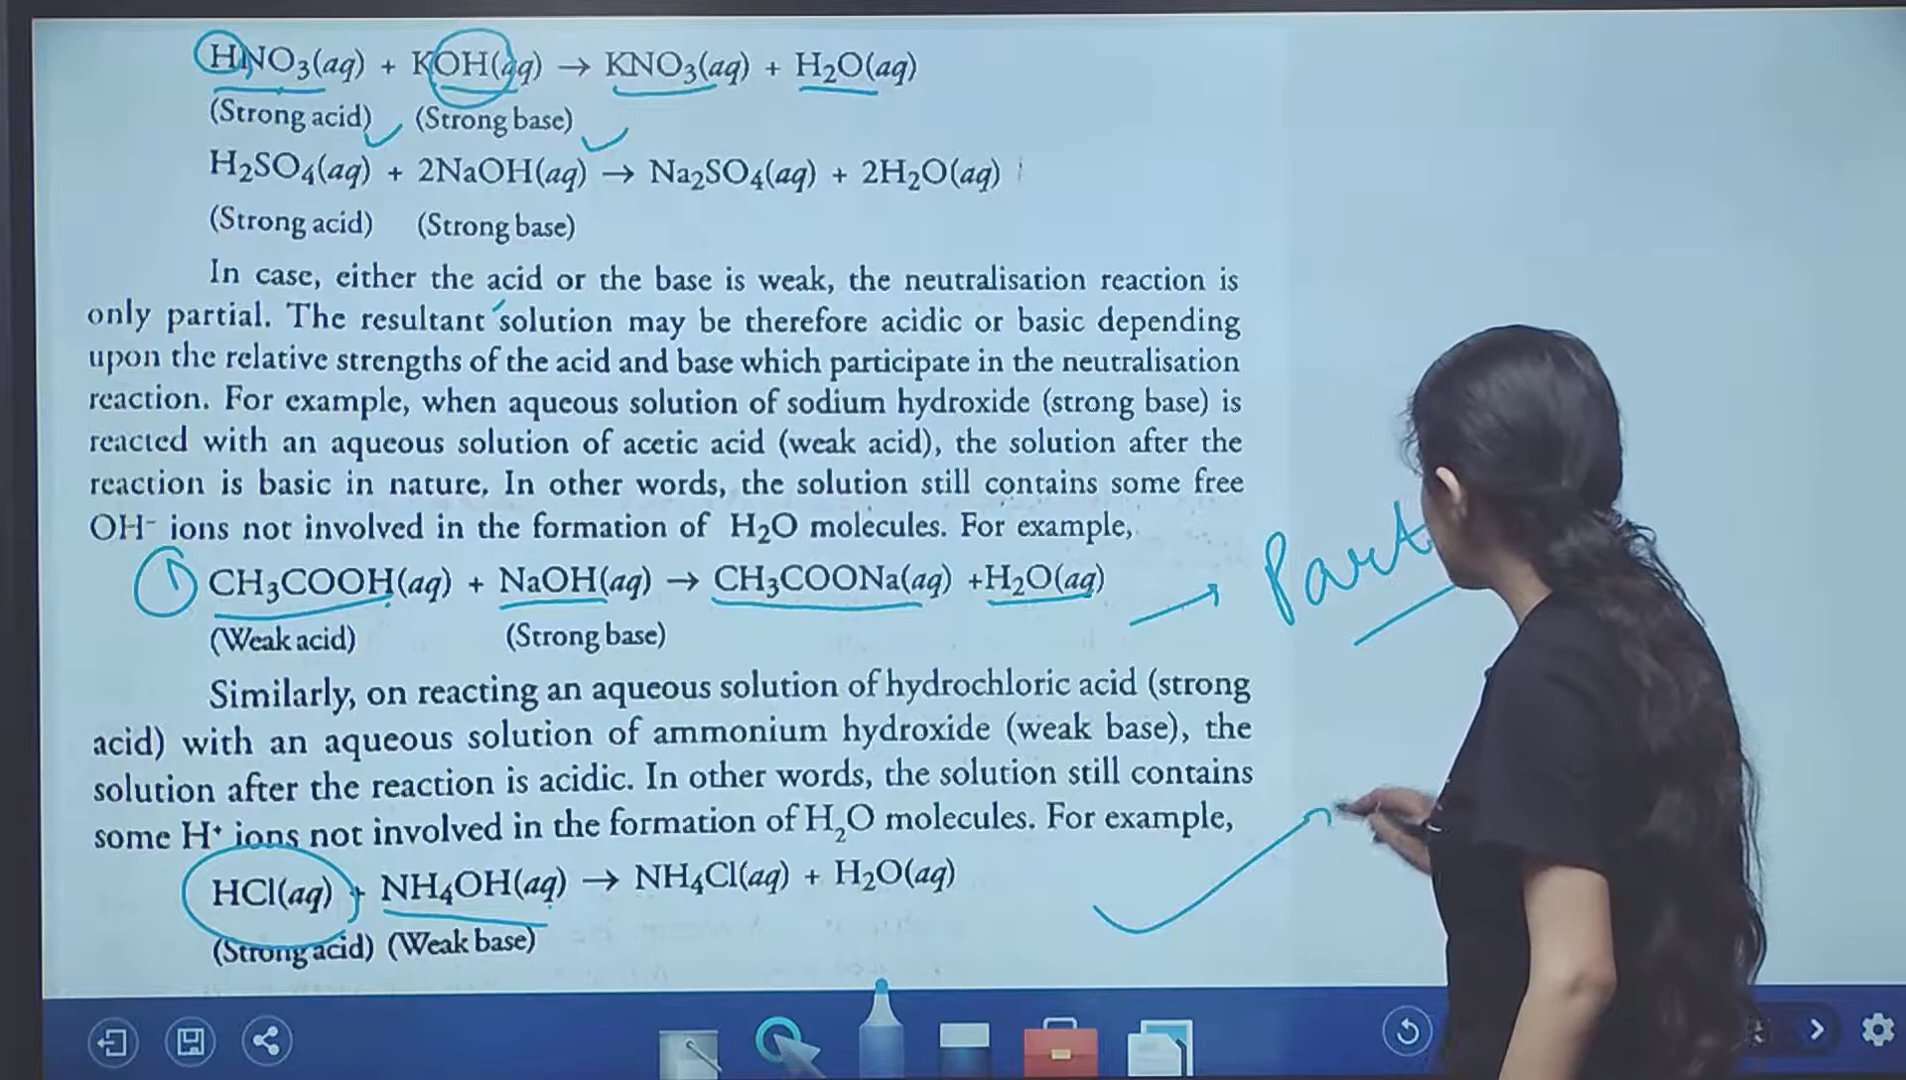 HNO₃(aq) + KOH(aq) → KNO₃(aq) + H₂O(aq)
(Strong acid) (Strong base)
H₂SO₄(aq) + 2NaOH(aq) → Na₂SO₄(aq) + 2H₂O(aq)
(Strong acid) (Strong base)
In case, either the acid or the base is weak, the neutralisation reaction is
only partial. The resultant solution may be therefore acidic or basic depending
upon the relative strengths of the acid and base which participate in the neutralisation
reaction. For example, when aqueous solution of sodium hydroxide (strong base) is
reacted with an aqueous solution of acetic acid (weak acid), the solution after the
reaction is basic in nature. In other words, the solution still contains some free
OH⁻ ions not involved in the formation of H₂O molecules. For example,
1 CH₃COOH(aq) + NaOH(aq) → CH₃COONa(aq) +H₂O(aq) → Part
(Weak acid) (Strong base)
Similarly, on reacting an aqueous solution of hydrochloric acid (strong
acid) with an aqueous solution of ammonium hydroxide (weak base), the
solution after the reaction is acidic. In other words, the solution still contains
some H⁺ ions not involved in the formation of H₂O molecules. For example,
HCl(aq) + NH₄OH(aq) → NH₄Cl(aq) + H₂O(aq)
(Strong acid) (Weak base)